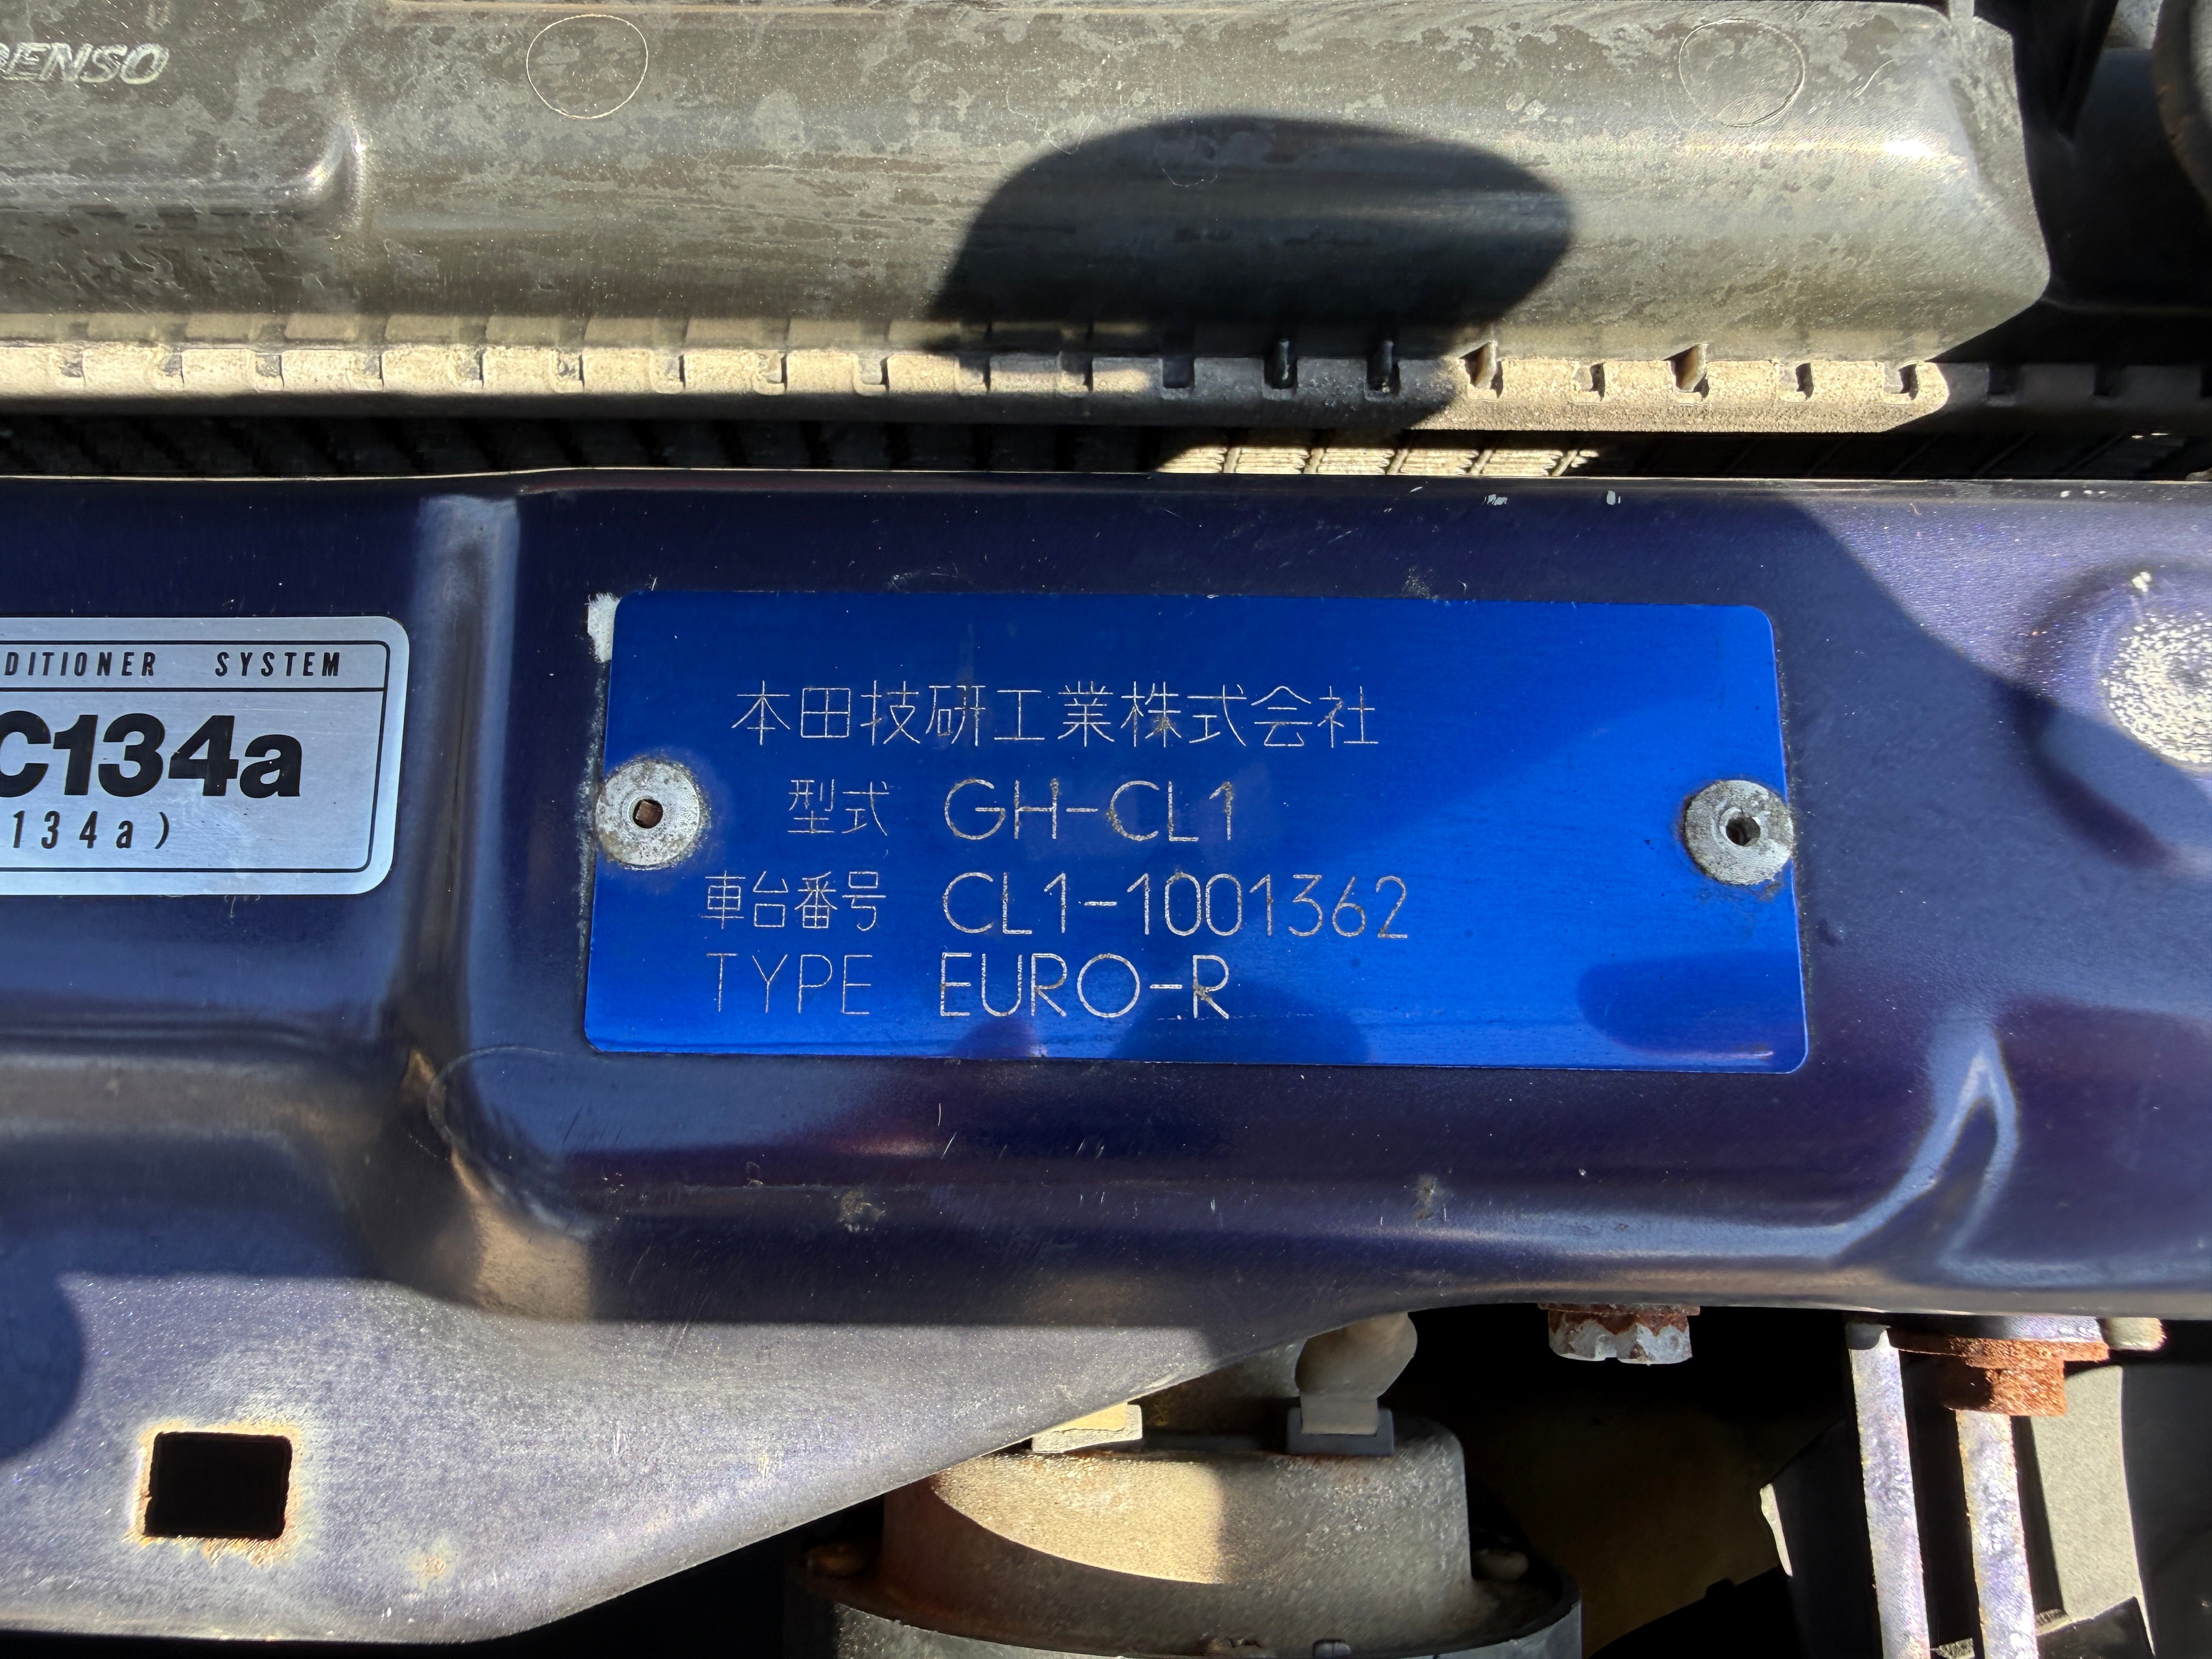 DENSO
DITIONER SYSTEM
C134a
134a)
本田技研工業株式会社
型式 GH-CL1
車台番号 CL1-1001362
TYPE EURO-R